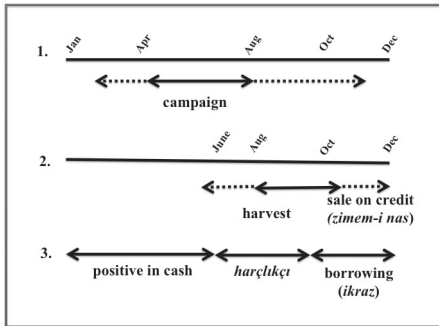 Jan Apr Aug Oct Dec
1.
campaign
June Aug Oct Dec
2.
harvest sale on credit
(zimem-i nas)
3.
positive in cash harçlıkçı borrowing
(ikraz)